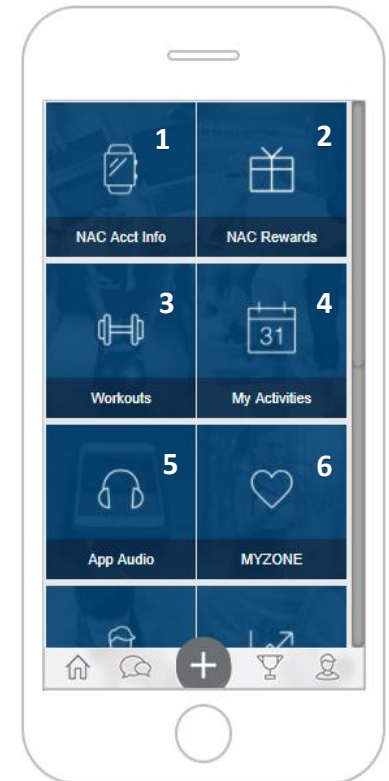 1
2
NAC Acct Info
NAC Rewards
3
4
31
Workouts
My Activities
5
6
App Audio
MYZONE